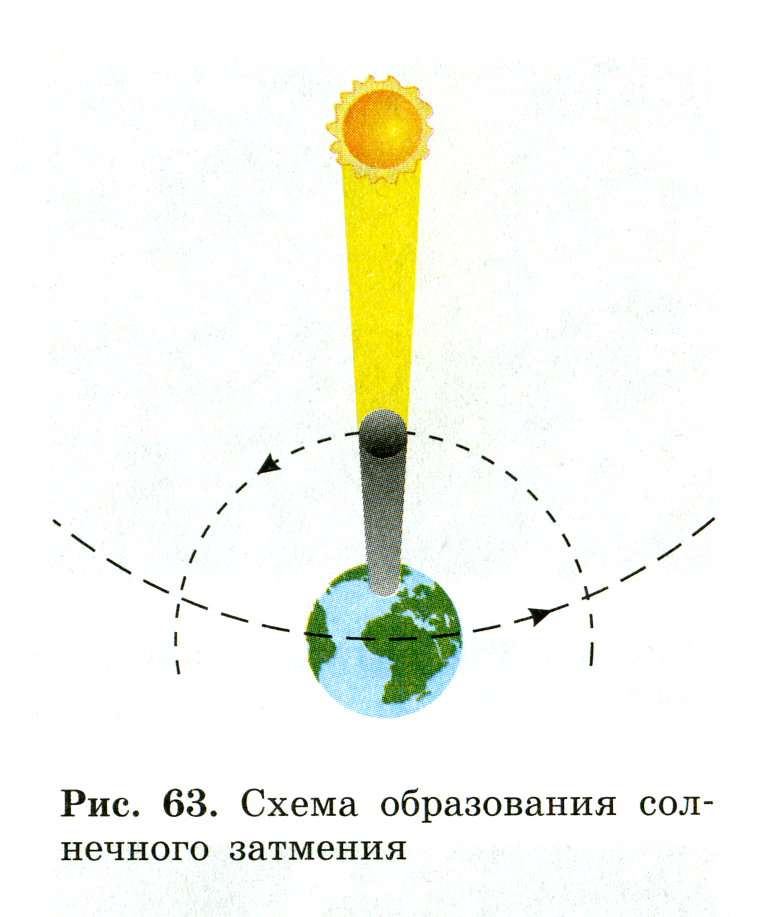 Рис. 63. Схема образования сол-
нечного затмения